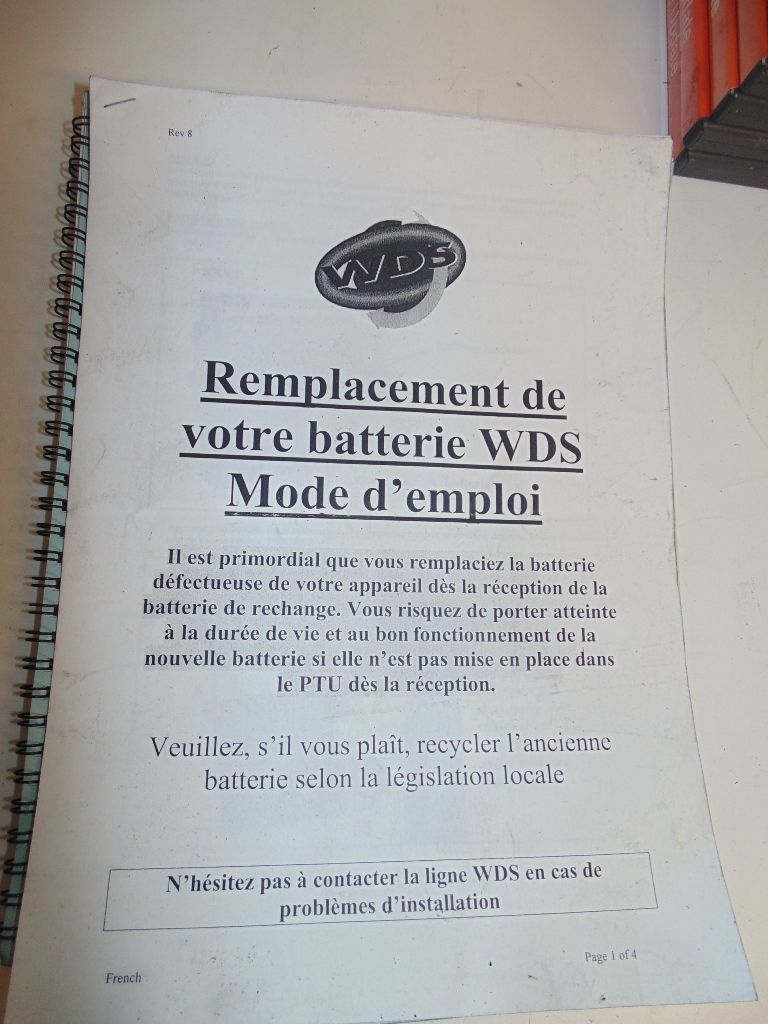 Rev 8
WDS
Remplacement de
votre batterie WDS
Mode d'emploi
Il est primordial que vous remplaciez la batterie
défectueuse de votre appareil dès la réception de la
batterie de rechange. Vous risquez de porter atteinte
à la durée de vie et au bon fonctionnement de la
nouvelle batterie si elle n'est pas mise en place dans
le PTU dès la réception.
Veuillez, s'il vous plaît, recycler l'ancienne
batterie selon la législation locale
N'hésitez pas à contacter la ligne WDS en cas de
problèmes d'installation
Page 1 of 4
French